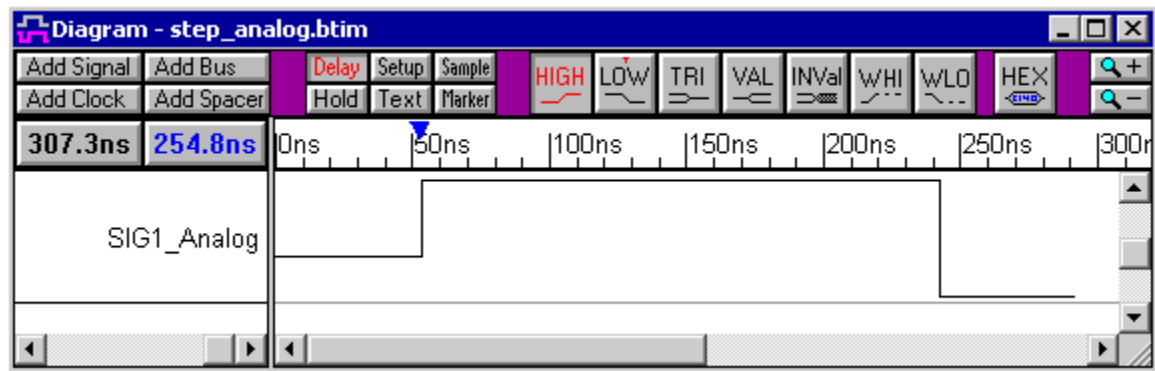 Diagram - step_analog.btim
Add Signal Add Bus Delay Setup Sample HIGH LOW TRI VAL INVal WHI WLO HEX
Add Clock Add Spacer Hold Text Marker
307.3ns 254.8ns 0ns 50ns 100ns 150ns 200ns 250ns 300n
SIG1_Analog